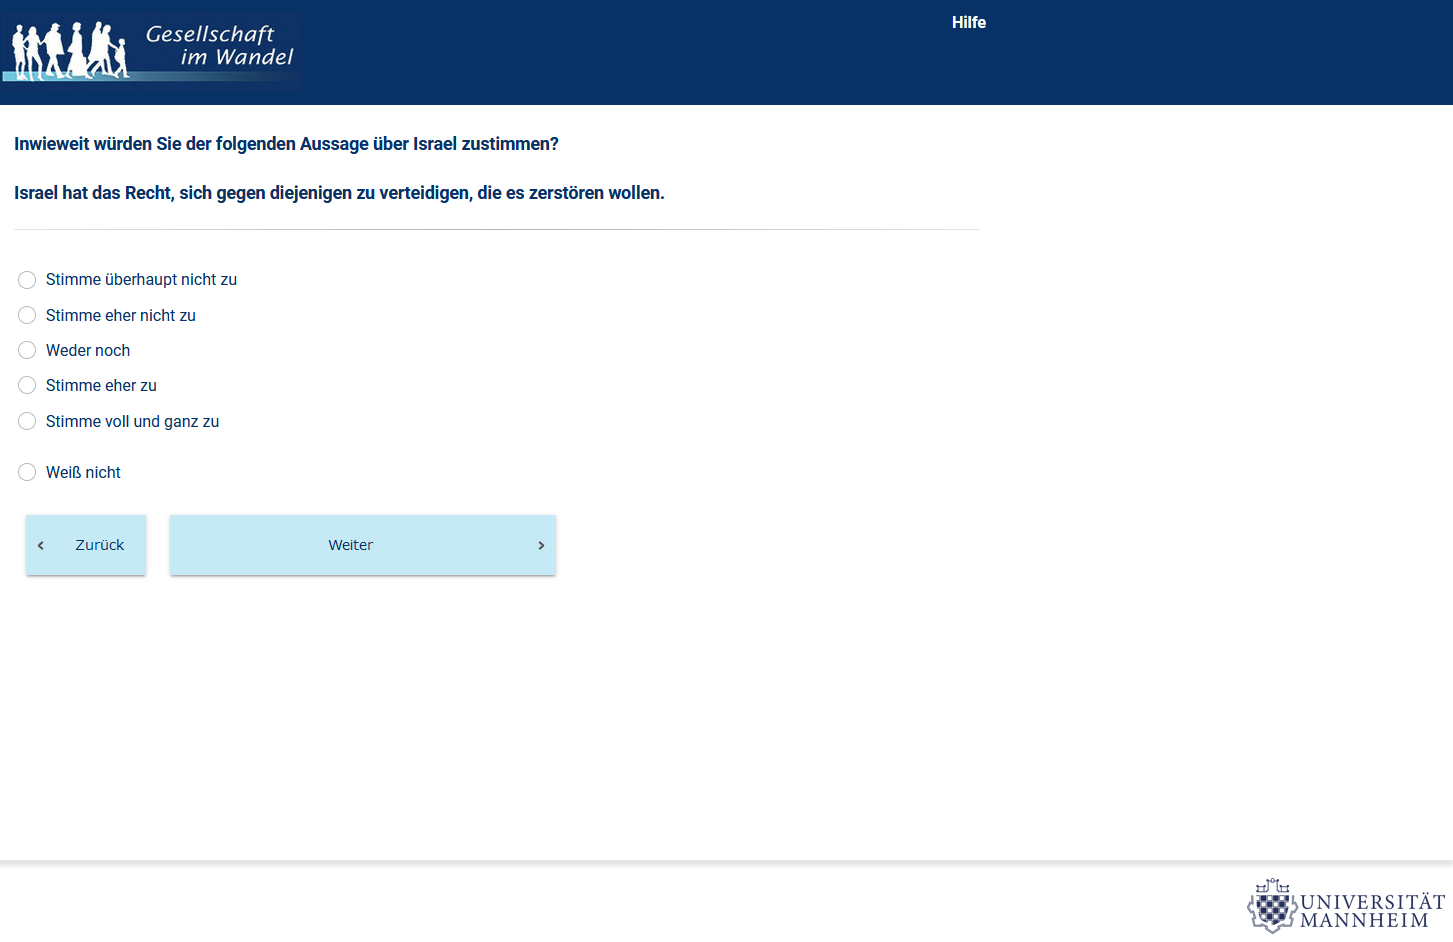 Gesellschaft
im Wandel
Hilfe
Inwieweit würden Sie der folgenden Aussage über Israel zustimmen?
Israel hat das Recht, sich gegen diejenigen zu verteidigen, die es zerstören wollen.
Stimme überhaupt nicht zu
Stimme eher nicht zu
Weder noch
Stimme eher zu
Stimme voll und ganz zu
Weiß nicht
Zurück
Weiter
UNIVERSITÄT
MANNHEIM